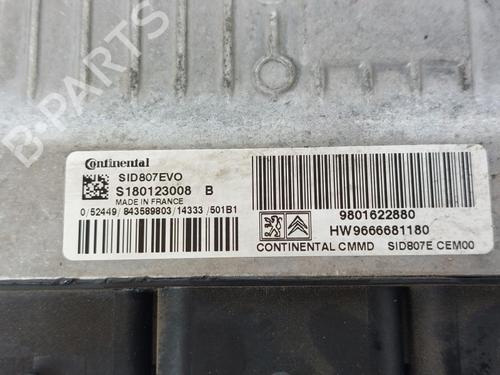 B-PARTS
Continental
SID807EVO
S180123008 B
MADE IN FRANCE
0/52449/843589803/14333/501B1
9801622880
HW9666681180
CONTINENTAL CMMD SID807E CEM00